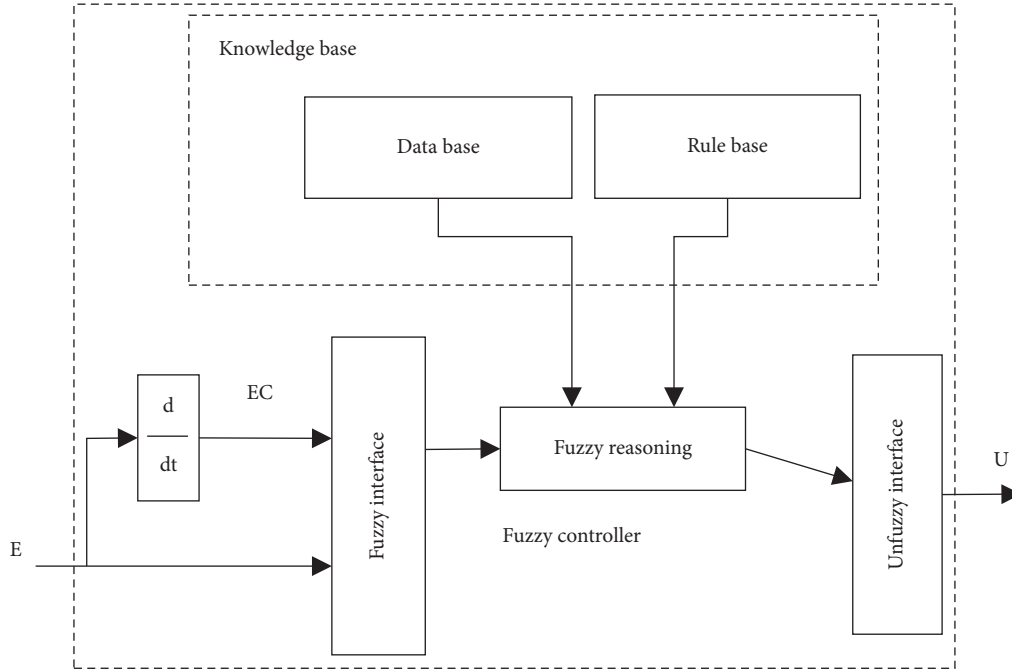 Knowledge base
Data base
Rule base
EC
d
dt
Fuzzy interface
Fuzzy reasoning
Unfuzzy interface
U
E
Fuzzy controller